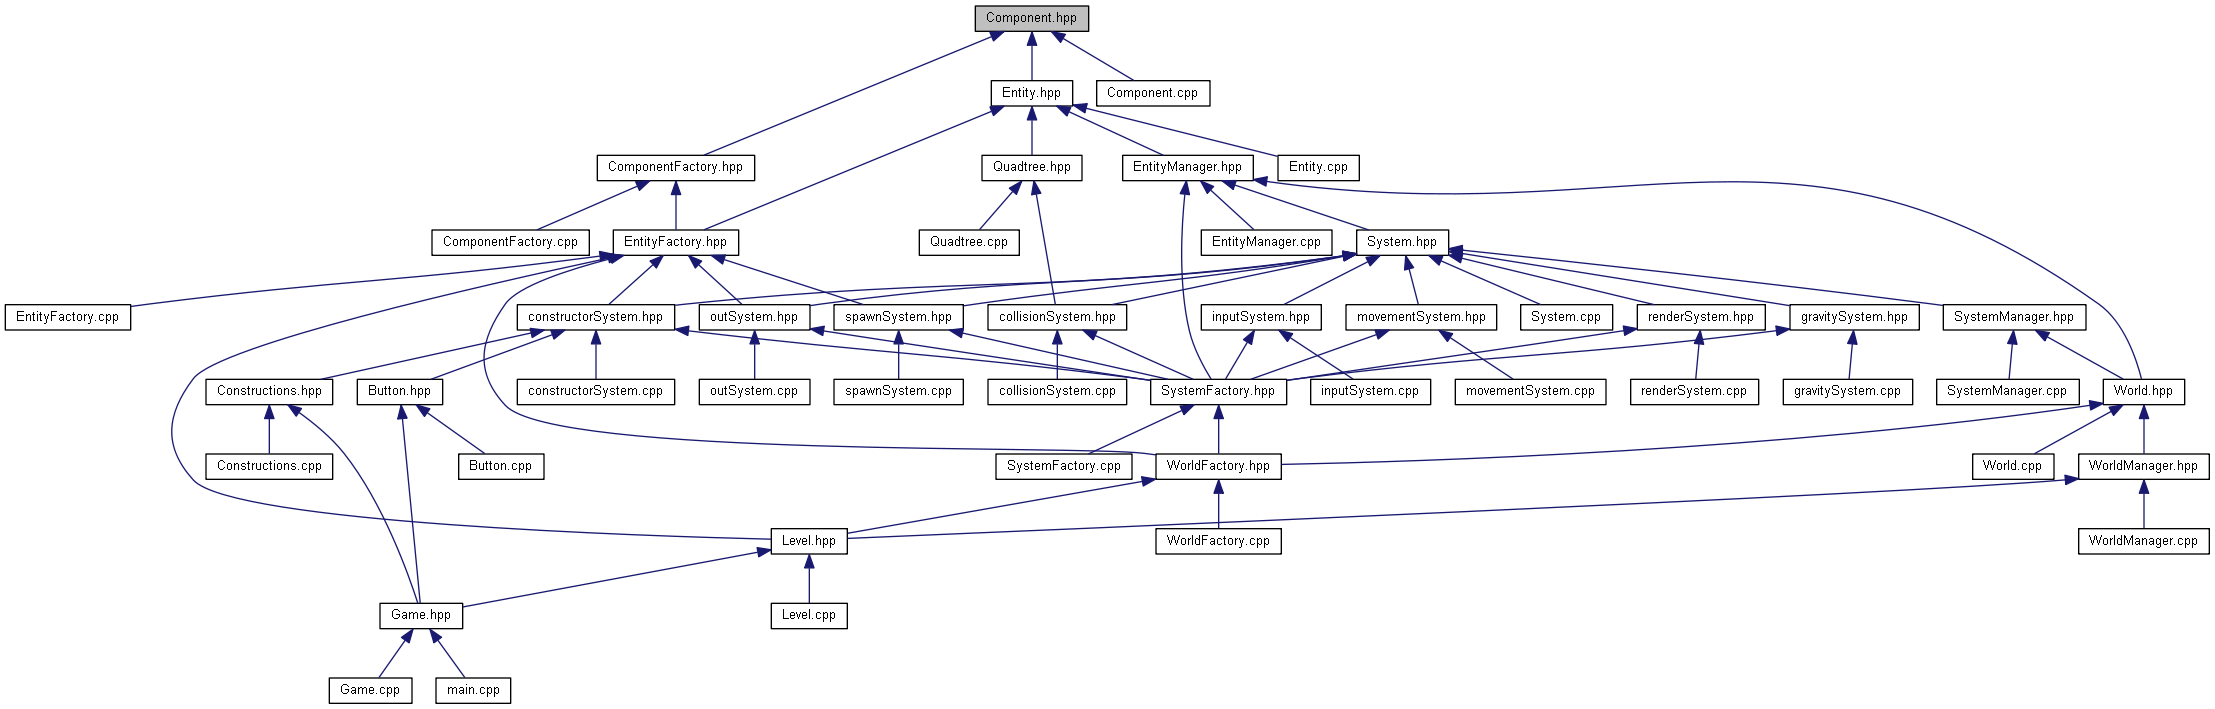 Component.hpp
Entity.hpp
Component.cpp
ComponentFactory.hpp
Quadtree.hpp
EntityManager.hpp
Entity.cpp
ComponentFactory.cpp
EntityFactory.hpp
Quadtree.cpp
EntityManager.cpp
System.hpp
EntityFactory.cpp
constructorSystem.hpp
outSystem.hpp
spawnSystem.hpp
collisionSystem.hpp
inputSystem.hpp
movementSystem.hpp
System.cpp
renderSystem.hpp
gravitySystem.hpp
SystemManager.hpp
Constructions.hpp
Button.hpp
constructorSystem.cpp
outSystem.cpp
spawnSystem.cpp
collisionSystem.cpp
SystemFactory.hpp
inputSystem.cpp
movementSystem.cpp
renderSystem.cpp
gravitySystem.cpp
SystemManager.cpp
World.hpp
Constructions.cpp
Button.cpp
SystemFactory.cpp
WorldFactory.hpp
World.cpp
WorldManager.hpp
Level.hpp
WorldFactory.cpp
WorldManager.cpp
Game.hpp
Level.cpp
Game.cpp
main.cpp